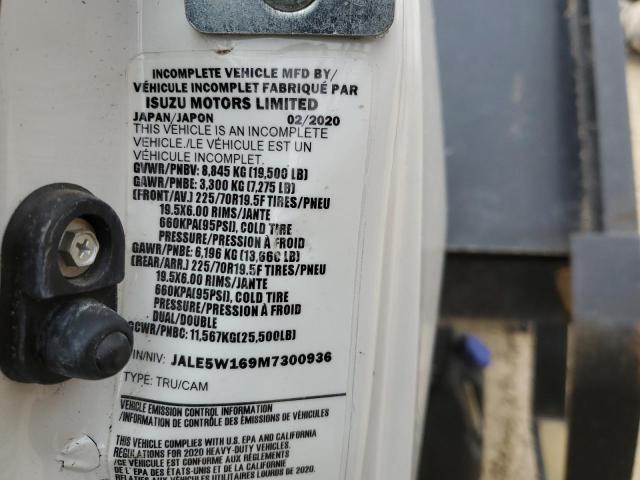 INCOMPLETE VEHICLE MFD BY/
VÉHICULE INCOMPLET FABRIQUÉ PAR
ISUZU MOTORS LIMITED
JAPAN/JAPON 02/2020
THIS VEHICLE IS AN INCOMPLETE
VEHICLE./LE VÉHICULE EST UN
VÉHICULE INCOMPLET.
GVWR/PNBV: 8,845 KG (19,500 LB)
GAWR/PNBE: 3,300 KG (7,275 LB)
(FRONT/AV.) 225/70R19.5F TIRES/PNEU
19.5X6.00 RIMS/JANTE
660KPA(95PSI), COLD TIRE
PRESSURE/PRESSION À FROID
GAWR/PNBE: 6,196 KG (13,660 LB)
(REAR/ARR.) 225/70R19.5F TIRES/PNEU
19.5X6.00 RIMS/JANTE
660KPA(95PSI), COLD TIRE
PRESSURE/PRESSION À FROID
DUAL/DOUBLE
GCWR/PNBC: 11,567KG(25,500LB)
VIN/NIV: JALE5W169M7300936
TYPE: TRU/CAM
VEHICLE EMISSION CONTROL INFORMATION
/INFORMATION DE CONTRÔLE DES ÉMISSIONS DE VÉHICULES
THIS VEHICLE COMPLIES WITH U.S. EPA AND CALIFORNIA
REGULATIONS FOR 2020 HEAVY-DUTY VEHICLES.
/CE VÉHICULE EST CONFORME AUX RÉGLEMENTS
DE L' EPA DES ÉTATS-UNIS ET DE LA CALIFORNIE
RELATIFS AUX VÉHICULES LOURDS DE 2020.